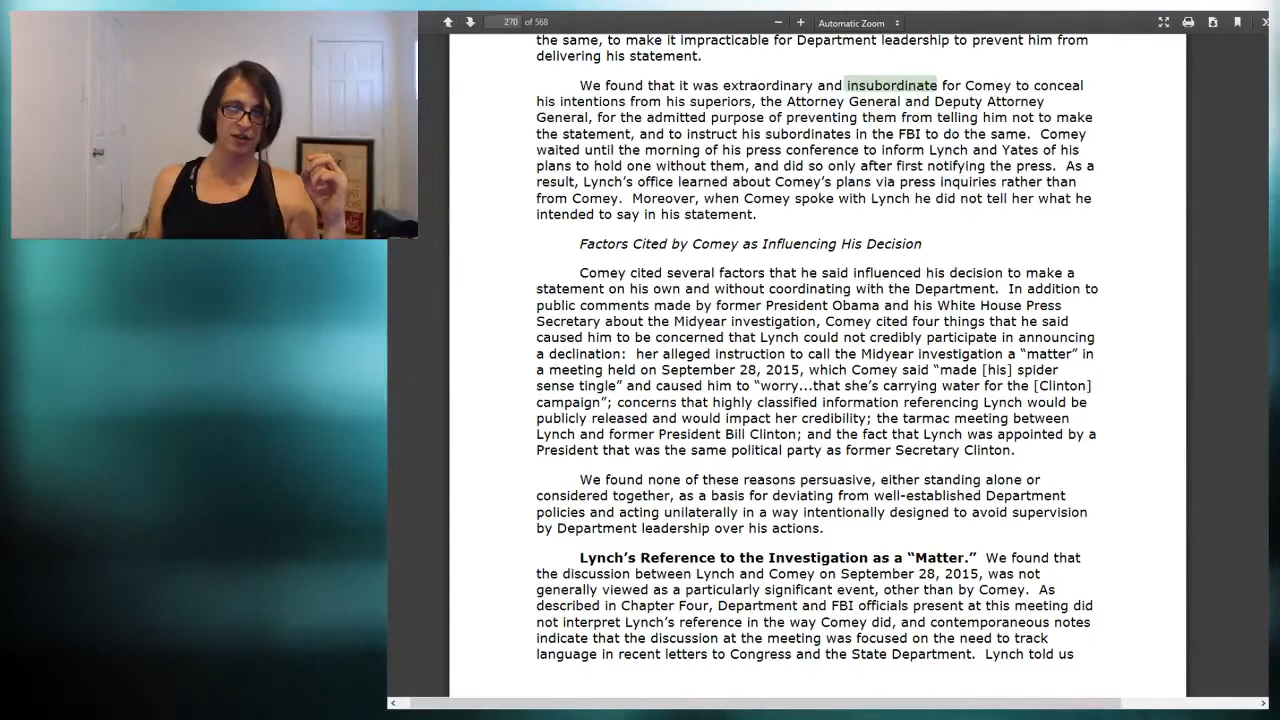 270 of 568
Automatic Zoom
the same, to make it impracticable for Department leadership to prevent him from
delivering his statement.
We found that it was extraordinary and insubordinate for Comey to conceal
his intentions from his superiors, the Attorney General and Deputy Attorney
General, for the admitted purpose of preventing them from telling him not to make
the statement, and to instruct his subordinates in the FBI to do the same. Comey
waited until the morning of his press conference to inform Lynch and Yates of his
plans to hold one without them, and did so only after first notifying the press. As a
result, Lynch's office learned about Comey's plans via press inquiries rather than
from Comey. Moreover, when Comey spoke with Lynch he did not tell her what he
intended to say in his statement.
Factors Cited by Comey as Influencing His Decision
Comey cited several factors that he said influenced his decision to make a
statement on his own and without coordinating with the Department. In addition to
public comments made by former President Obama and his White House Press
Secretary about the Midyear investigation, Comey cited four things that he said
caused him to be concerned that Lynch could not credibly participate in announcing
a declination: her alleged instruction to call the Midyear investigation a “matter” in
a meeting held on September 28, 2015, which Comey said “made [his] spider
sense tingle” and caused him to “worry...that she's carrying water for the [Clinton]
campaign”; concerns that highly classified information referencing Lynch would be
publicly released and would impact her credibility; the tarmac meeting between
Lynch and former President Bill Clinton; and the fact that Lynch was appointed by a
President that was the same political party as former Secretary Clinton.
We found none of these reasons persuasive, either standing alone or
considered together, as a basis for deviating from well-established Department
policies and acting unilaterally in a way intentionally designed to avoid supervision
by Department leadership over his actions.
Lynch's Reference to the Investigation as a “Matter.” We found that
the discussion between Lynch and Comey on September 28, 2015, was not
generally viewed as a particularly significant event, other than by Comey. As
described in Chapter Four, Department and FBI officials present at this meeting did
not interpret Lynch's reference in the way Comey did, and contemporaneous notes
indicate that the discussion at the meeting was focused on the need to track
language in recent letters to Congress and the State Department. Lynch told us